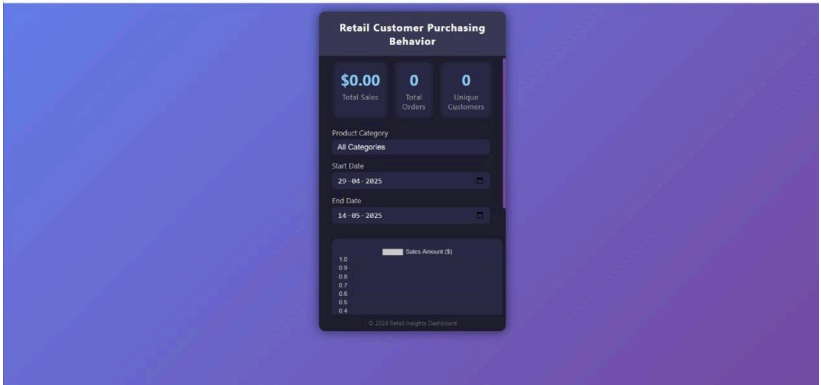 Retail Customer Purchasing
Behavior
$0.00
Total Sales
0
Total
Orders
0
Unique
Customers
Product Category
All Categories
Start Date
29-04-2025
End Date
14-05-2025
Sales Amount ($)
1.0
0.9
0.8
0.7
0.6
0.5
0.4
© 2024 Retail Insights Dashboard